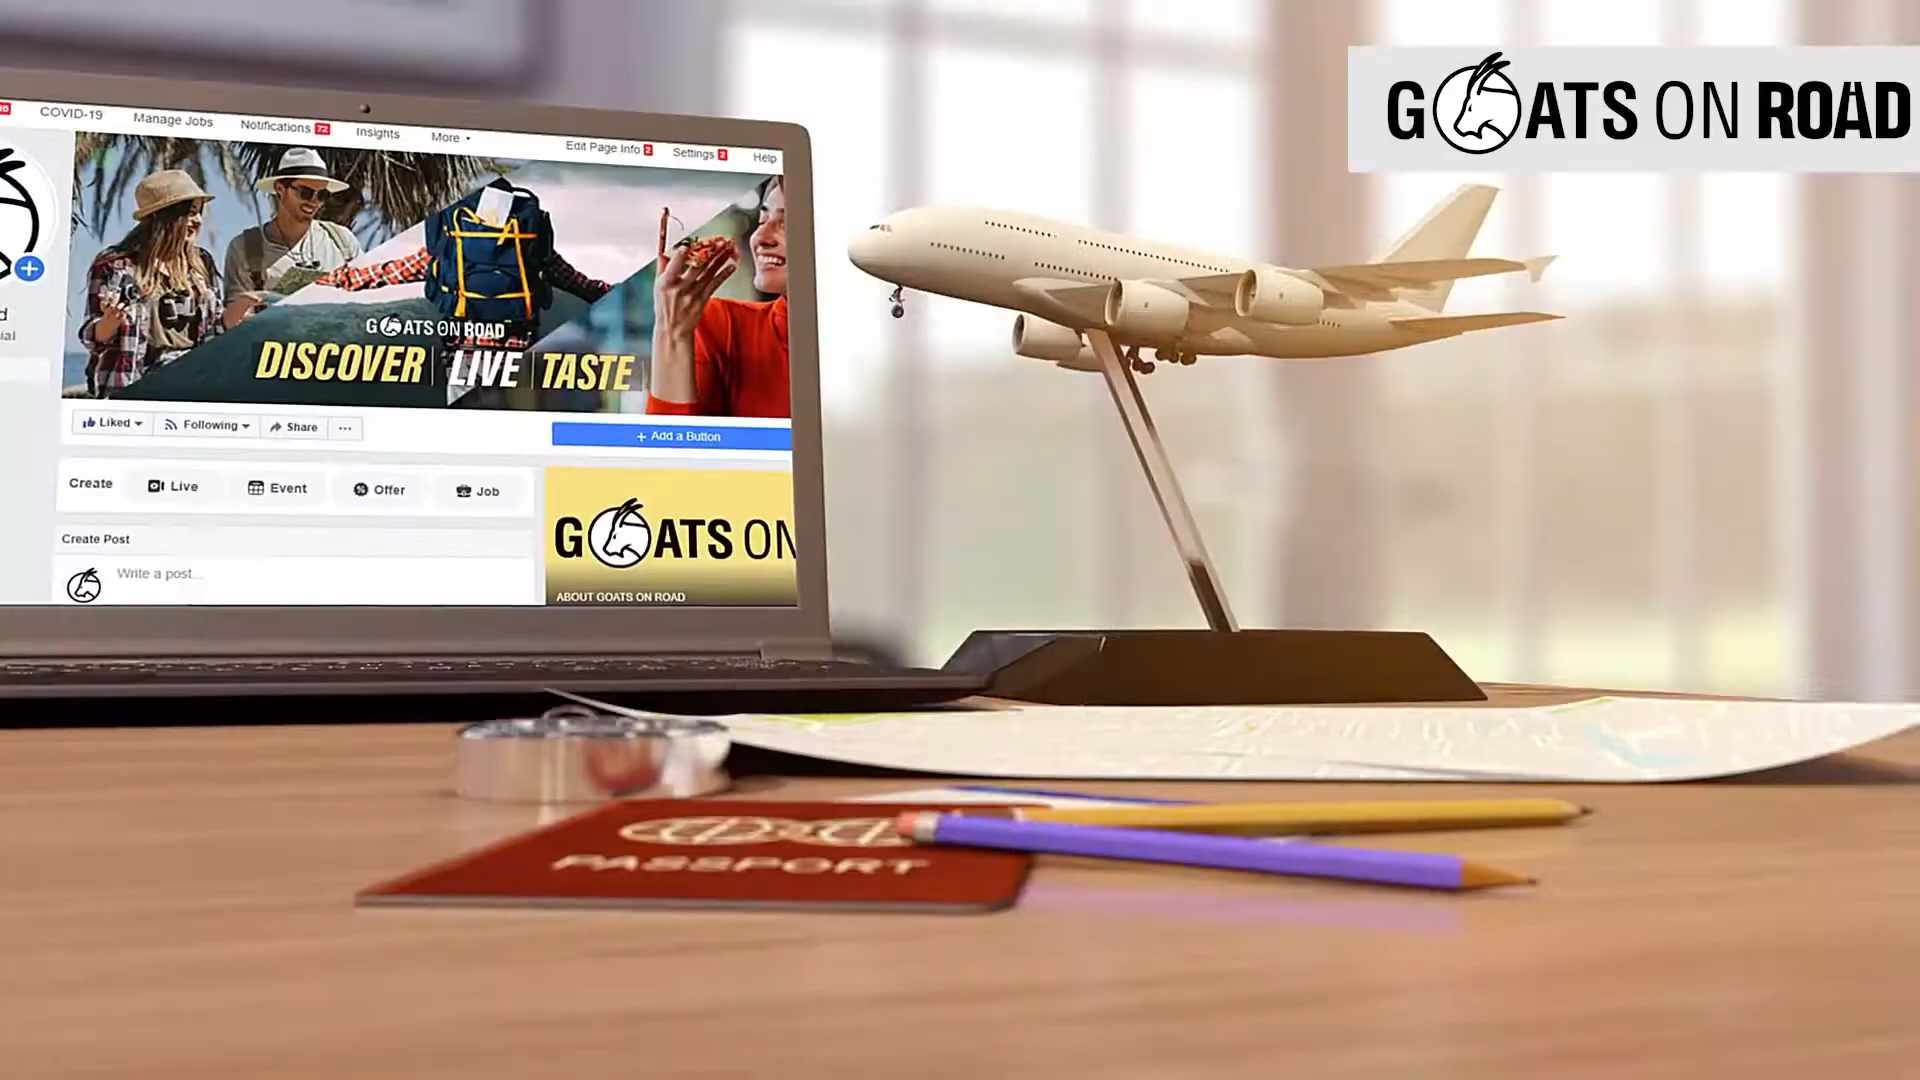 GOATS ON ROAD
COVID-19 Manage Jobs Notifications 72 Insights More Edit Page Info 2 Settings 2 Help
GOATS ON ROAD
DISCOVER LIVE TASTE
Liked Following Share ...
+ Add a Button
Create Live Event Offer Job
GOATS ON
Create Post
Write a post...
ABOUT GOATS ON ROAD
PASSPORT